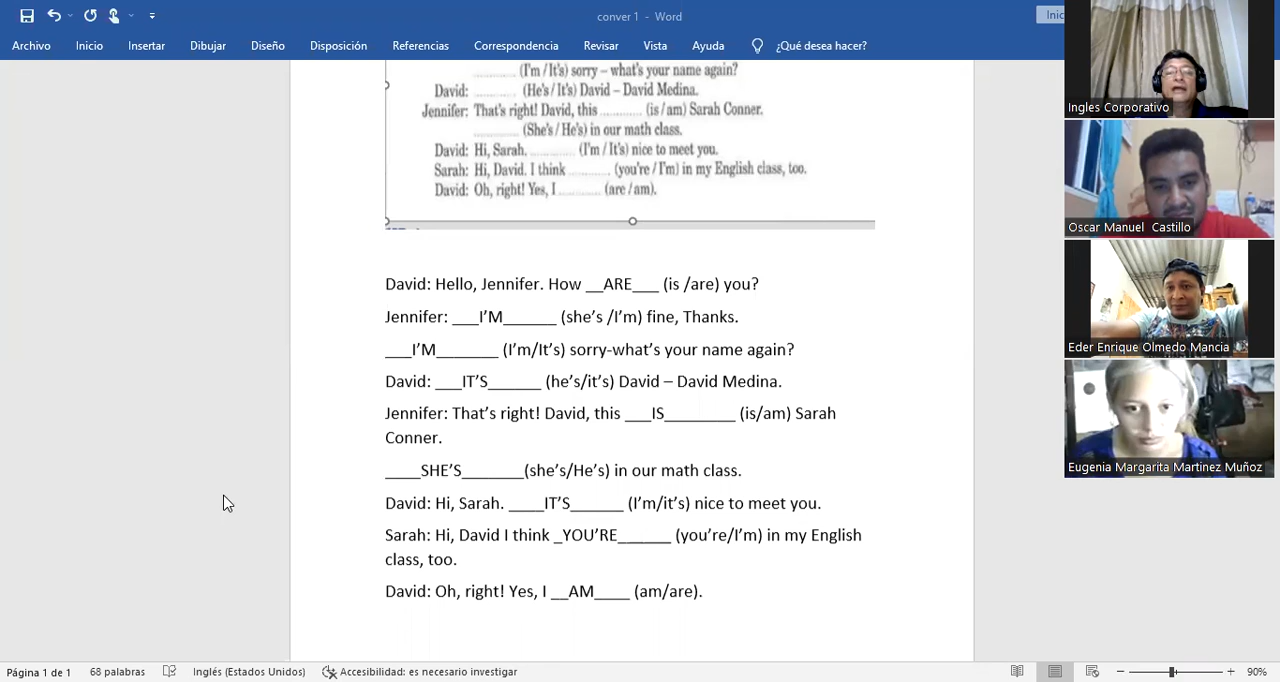 conver 1 - Word
Inic
Archivo Inicio Insertar Dibujar Diseño Disposición Referencias Correspondencia Revisar Vista Ayuda ¿Qué desea hacer?
.......... (I'm / It's) sorry – what's your name again?
David: .......... (He's / It's) David – David Medina.
Jennifer: That's right! David, this .......... (is / am) Sarah Conner.
.......... (She's / He's) in our math class.
David: Hi, Sarah. .......... (I'm / It's) nice to meet you.
Sarah: Hi, David. I think .......... (you're / I'm) in my English class, too.
David: Oh, right! Yes, I .......... (are / am).
David: Hello, Jennifer. How __ARE___ (is /are) you?
Jennifer: ___I'M______ (she's /I'm) fine, Thanks.
___I'M_______ (I'm/It's) sorry-what's your name again?
David: ___IT'S______ (he's/it's) David – David Medina.
Jennifer: That's right! David, this ___IS________ (is/am) Sarah
Conner.
____SHE'S_______(she's/He's) in our math class.
David: Hi, Sarah. ____IT'S______ (I'm/it's) nice to meet you.
Sarah: Hi, David I think _YOU'RE______ (you're/I'm) in my English
class, too.
David: Oh, right! Yes, I __AM____ (am/are).
Ingles Corporativo
Oscar Manuel Castillo
Eder Enrique Olmedo Mancia
Eugenia Margarita Martinez Muñoz
Página 1 de 1 68 palabras Inglés (Estados Unidos) Accesibilidad: es necesario investigar 90%